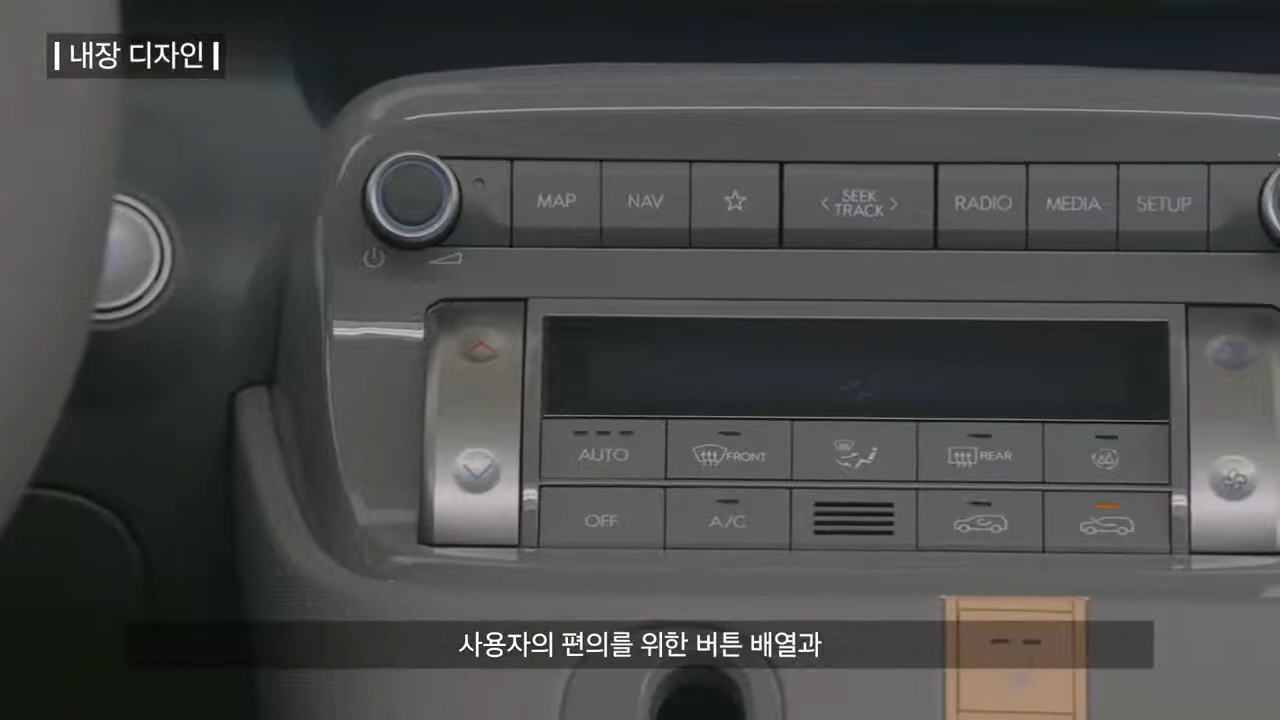 내장 디자인
MAP
NAV
SEEK
TRACK
RADIO
MEDIA
SETUP
AUTO
FRONT
REAR
OFF
A/C
사용자의 편의를 위한 버튼 배열과